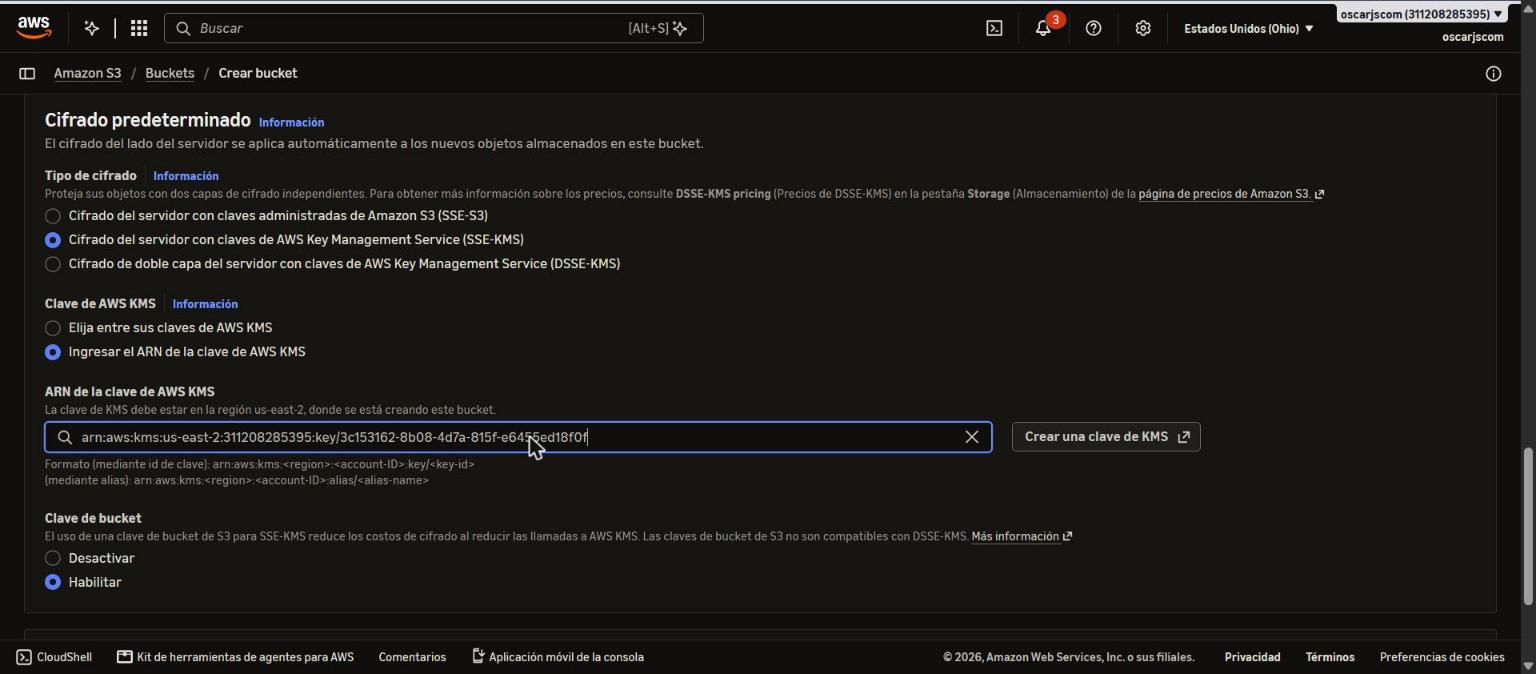 aws
Buscar
[Alt+S]
3
Estados Unidos (Ohio) ▼
oscarjscom (311208285395) ▼
oscarjscom
Amazon S3 / Buckets / Crear bucket
Cifrado predeterminado Información
El cifrado del lado del servidor se aplica automáticamente a los nuevos objetos almacenados en este bucket.
Tipo de cifrado Información
Proteja sus objetos con dos capas de cifrado independientes. Para obtener más información sobre los precios, consulte DSSE-KMS pricing (Precios de DSSE-KMS) en la pestaña Storage (Almacenamiento) de la página de precios de Amazon S3.
Cifrado del servidor con claves administradas de Amazon S3 (SSE-S3)
Cifrado del servidor con claves de AWS Key Management Service (SSE-KMS)
Cifrado de doble capa del servidor con claves de AWS Key Management Service (DSSE-KMS)
Clave de AWS KMS Información
Elija entre sus claves de AWS KMS
Ingresar el ARN de la clave de AWS KMS
ARN de la clave de AWS KMS
La clave de KMS debe estar en la región us-east-2, donde se está creando este bucket.
arn:aws:kms:us-east-2:311208285395:key/3c153162-8b08-4d7a-815f-e6455ed18f0f
Crear una clave de KMS
Formato (mediante id de clave): arn:aws:kms:<region>:<account-ID>:key/<key-id>
(mediante alias): arn:aws:kms:<region>:<account-ID>:alias/<alias-name>
Clave de bucket
El uso de una clave de bucket de S3 para SSE-KMS reduce los costos de cifrado al reducir las llamadas a AWS KMS. Las claves de bucket de S3 no son compatibles con DSSE-KMS. Más información
Desactivar
Habilitar
CloudShell Kit de herramientas de agentes para AWS Comentarios Aplicación móvil de la consola © 2026, Amazon Web Services, Inc. o sus filiales. Privacidad Términos Preferencias de cookies